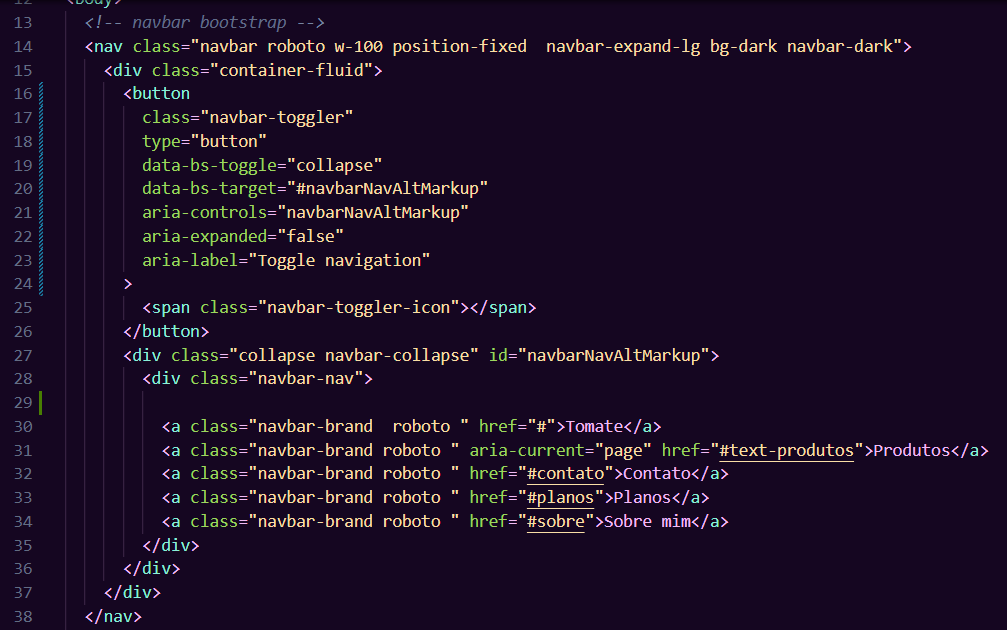 12 <body>
13 <!-- navbar bootstrap -->
14 <nav class="navbar roboto w-100 position-fixed  navbar-expand-lg bg-dark navbar-dark">
15 <div class="container-fluid">
16 <button
17 class="navbar-toggler"
18 type="button"
19 data-bs-toggle="collapse"
20 data-bs-target="#navbarNavAltMarkup"
21 aria-controls="navbarNavAltMarkup"
22 aria-expanded="false"
23 aria-label="Toggle navigation"
24 >
25 <span class="navbar-toggler-icon"></span>
26 </button>
27 <div class="collapse navbar-collapse" id="navbarNavAltMarkup">
28 <div class="navbar-nav">
29
30 <a class="navbar-brand  roboto " href="#">Tomate</a>
31 <a class="navbar-brand roboto " aria-current="page" href="#text-produtos">Produtos</a>
32 <a class="navbar-brand roboto " href="#contato">Contato</a>
33 <a class="navbar-brand roboto " href="#planos">Planos</a>
34 <a class="navbar-brand roboto " href="#sobre">Sobre mim</a>
35 </div>
36 </div>
37 </div>
38 </nav>